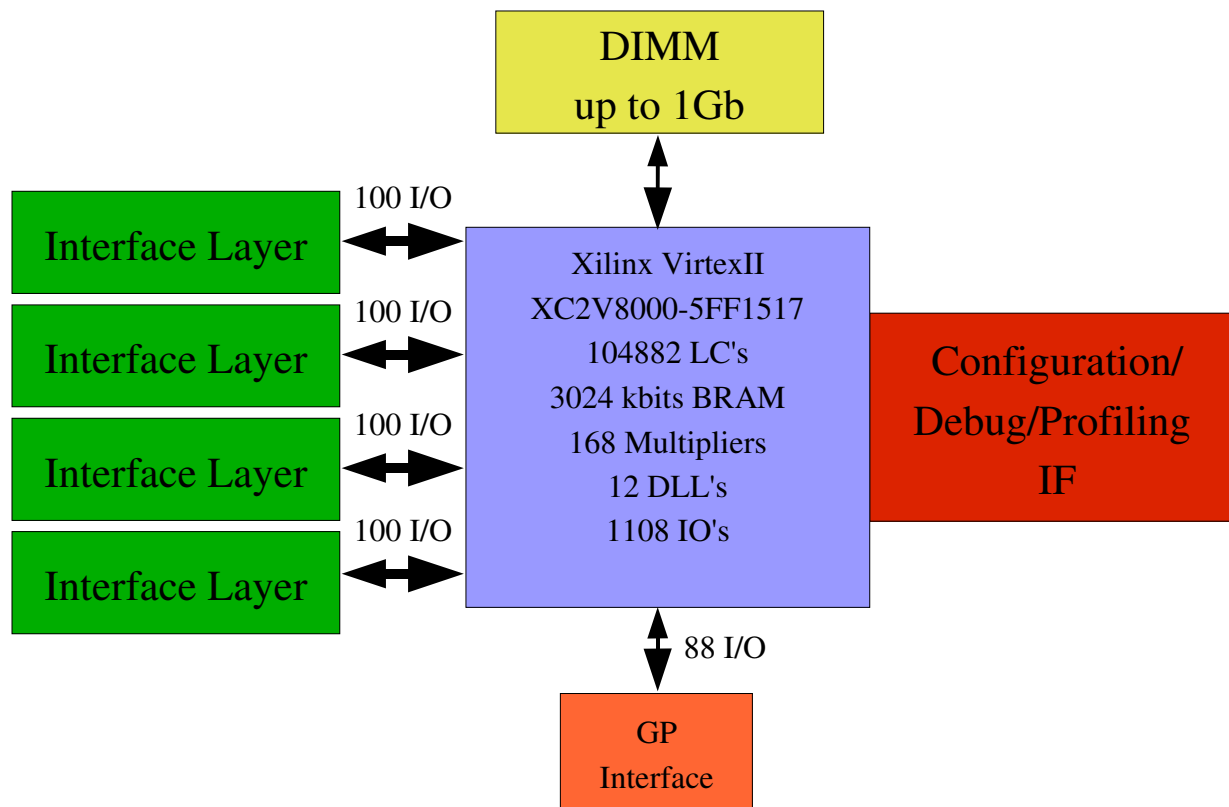 DIMM
up to 1Gb
100 I/O
Interface Layer
100 I/O
Interface Layer
100 I/O
Interface Layer
100 I/O
Interface Layer
Xilinx VirtexII
XC2V8000-5FF1517
104882 LC's
3024 kbits BRAM
168 Multipliers
12 DLL's
1108 IO's
Configuration/
Debug/Profiling
IF
88 I/O
GP
Interface